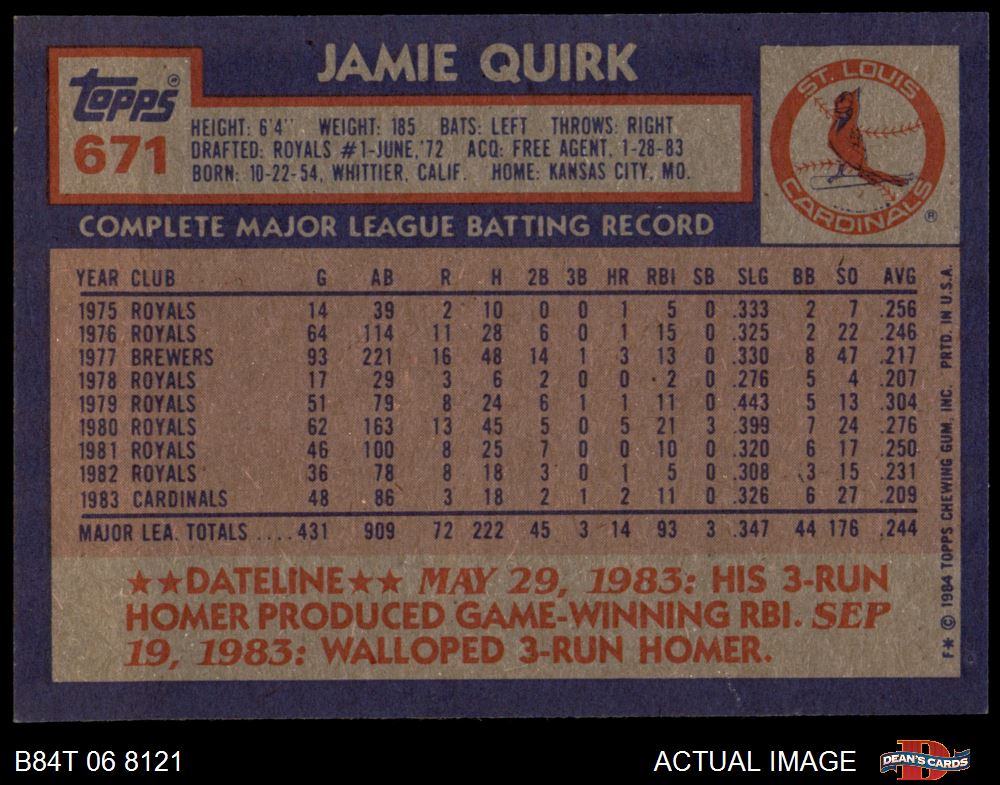 JAMIE QUIRK
Topps®
671
HEIGHT: 6'4" WEIGHT: 185 BATS: LEFT THROWS: RIGHT
DRAFTED: ROYALS #1-JUNE,'72 ACQ: FREE AGENT, 1-28-83
BORN: 10-22-54, WHITTIER, CALIF. HOME: KANSAS CITY, MO.
ST. LOUIS
CARDINALS
®
COMPLETE MAJOR LEAGUE BATTING RECORD
YEAR CLUB G AB R H 2B 3B HR RBI SB SLG BB SO AVG
1975 ROYALS 14 39 2 10 0 0 1 5 0 .333 2 7 .256
1976 ROYALS 64 114 11 28 6 0 1 15 0 .325 2 22 .246
1977 BREWERS 93 221 16 48 14 1 3 13 0 .330 8 47 .217
1978 ROYALS 17 29 3 6 2 0 0 2 0 .276 5 4 .207
1979 ROYALS 51 79 8 24 6 1 1 11 0 .443 5 13 .304
1980 ROYALS 62 163 13 45 5 0 5 21 3 .399 7 24 .276
1981 ROYALS 46 100 8 25 7 0 0 10 0 .320 6 17 .250
1982 ROYALS 36 78 8 18 3 0 1 5 0 .308 3 15 .231
1983 CARDINALS 48 86 3 18 2 1 2 11 0 .326 6 27 .209
MAJOR LEA. TOTALS .... 431 909 72 222 45 3 14 93 3 .347 44 176 .244
★★DATELINE★★ MAY 29, 1983: HIS 3-RUN
HOMER PRODUCED GAME-WINNING RBI. SEP
19, 1983: WALLOPED 3-RUN HOMER.
F* © 1984 TOPPS CHEWING GUM, INC. PRTD. IN U.S.A.
B84T 06 8121
ACTUAL IMAGE
DEAN'S CARDS